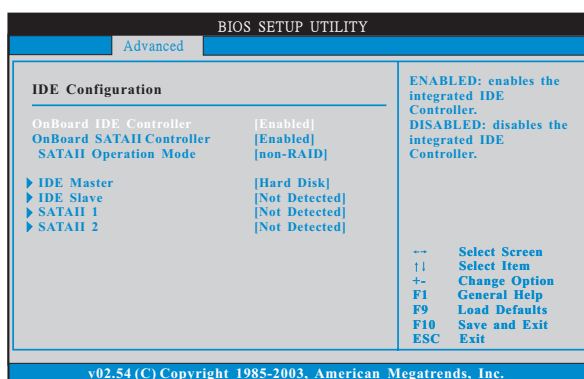 BIOS SETUP UTILITY
Advanced
IDE Configuration
OnBoard IDE Controller [Enabled]
OnBoard SATAII Controller [Enabled]
SATAII Operation Mode [non-RAID]
IDE Master [Hard Disk]
IDE Slave [Not Detected]
SATAII 1 [Not Detected]
SATAII 2 [Not Detected]
ENABLED: enables the
integrated IDE
Controller.
DISABLED: disables the
integrated IDE
Controller.
↔ Select Screen
↑↓ Select Item
+- Change Option
F1 General Help
F9 Load Defaults
F10 Save and Exit
ESC Exit
v02.54 (C) Copyright 1985-2003, American Megatrends, Inc.